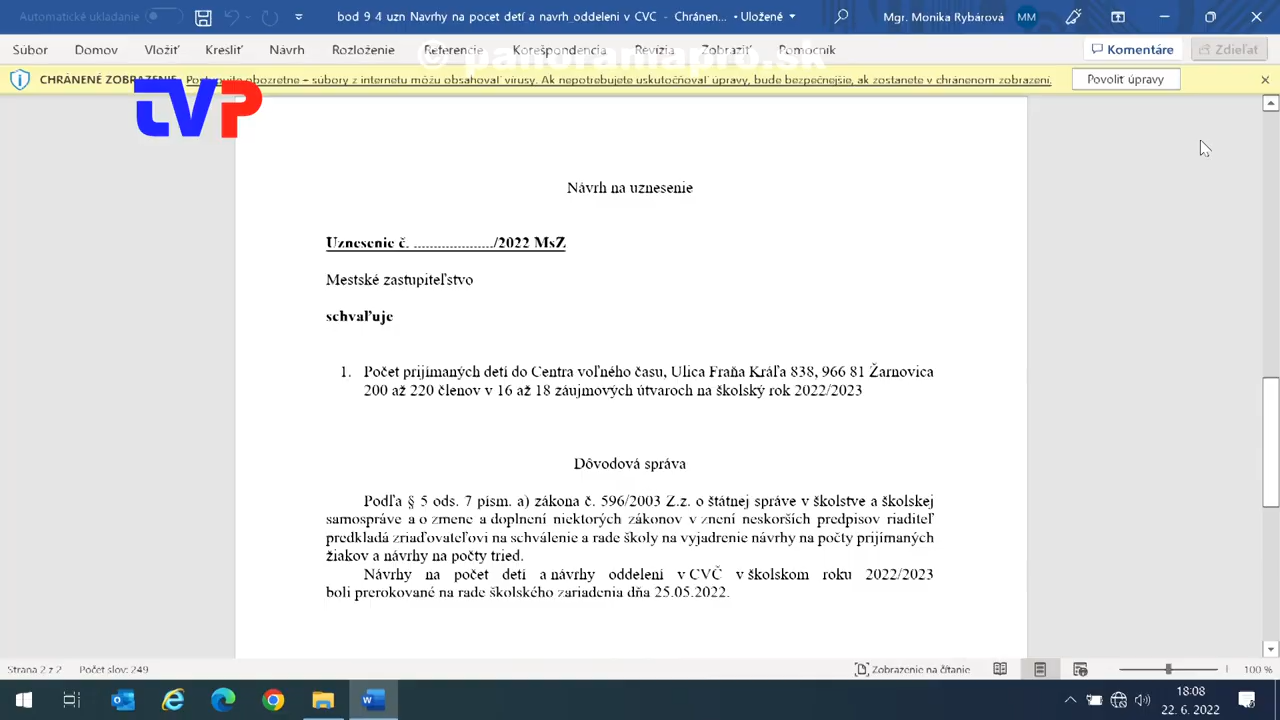 Automatické ukladanie
bod 9 4 uzn Navrhy na pocet detí a navrh oddeleni v CVC - Chránen... • Uložené
Mgr. Monika Rybárová
MM
Súbor Domov Vložiť Kresliť Návrh Rozloženie Referencie Korešpondencia Revízia Zobraziť Pomocník
Komentáre
Zdieľať
© panoramapro.sk
CHRÁNENÉ ZOBRAZENIE Postupujte obozretne – súbory z internetu môžu obsahovať vírusy. Ak nepotrebujete uskutočňovať úpravy, bude bezpečnejšie, ak zostanete v chránenom zobrazení.
Povoliť úpravy
tVP
Návrh na uznesenie
Uznesenie č. ...................../2022 MsZ
Mestské zastupiteľstvo
schvaľuje
1. Počet prijímaných detí do Centra voľného času, Ulica Fraňa Kráľa 838, 966 81 Žarnovica
200 až 220 členov v 16 až 18 záujmových útvaroch na školský rok 2022/2023
Dôvodová správa
Podľa § 5 ods. 7 písm. a) zákona č. 596/2003 Z.z. o štátnej správe v školstve a školskej
samospráve a o zmene a doplnení niektorých zákonov v znení neskorších predpisov riaditeľ
predkladá zriaďovateľovi na schválenie a rade školy na vyjadrenie návrhy na počty prijímaných
žiakov a návrhy na počty tried.
Návrhy na počet detí a návrhy oddelení v CVČ v školskom roku 2022/2023
boli prerokované na rade školského zariadenia dňa 25.05.2022.
Strana 2 z 2 Počet slov: 249
Zobrazenie na čítanie
100 %
18:08
22. 6. 2022